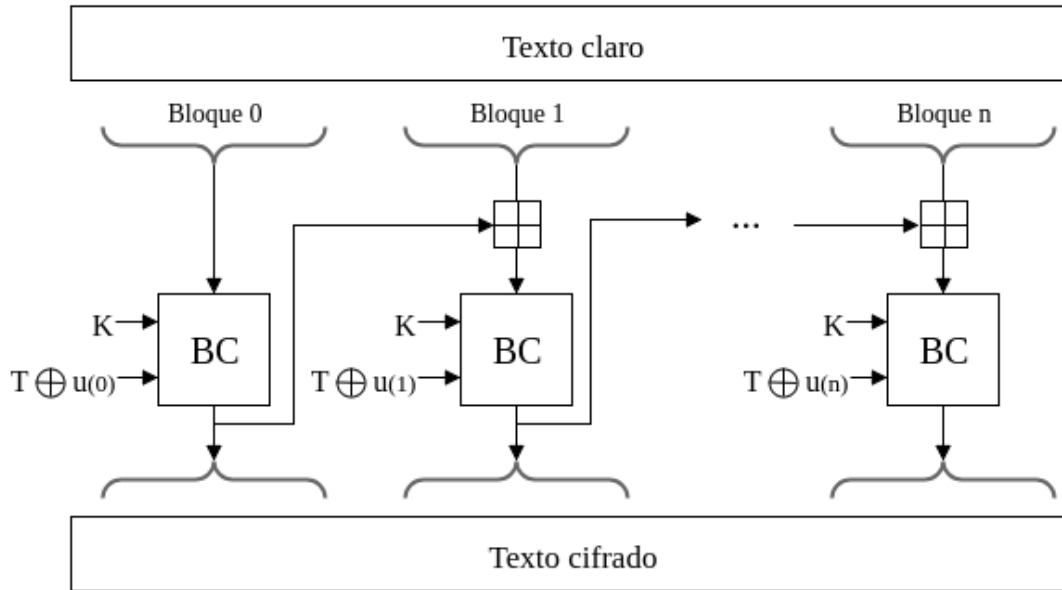 Texto claro
Bloque 0 Bloque 1 Bloque n
...
K K K
BC BC BC
T ⊕ u(0) T ⊕ u(1) T ⊕ u(n)
Texto cifrado